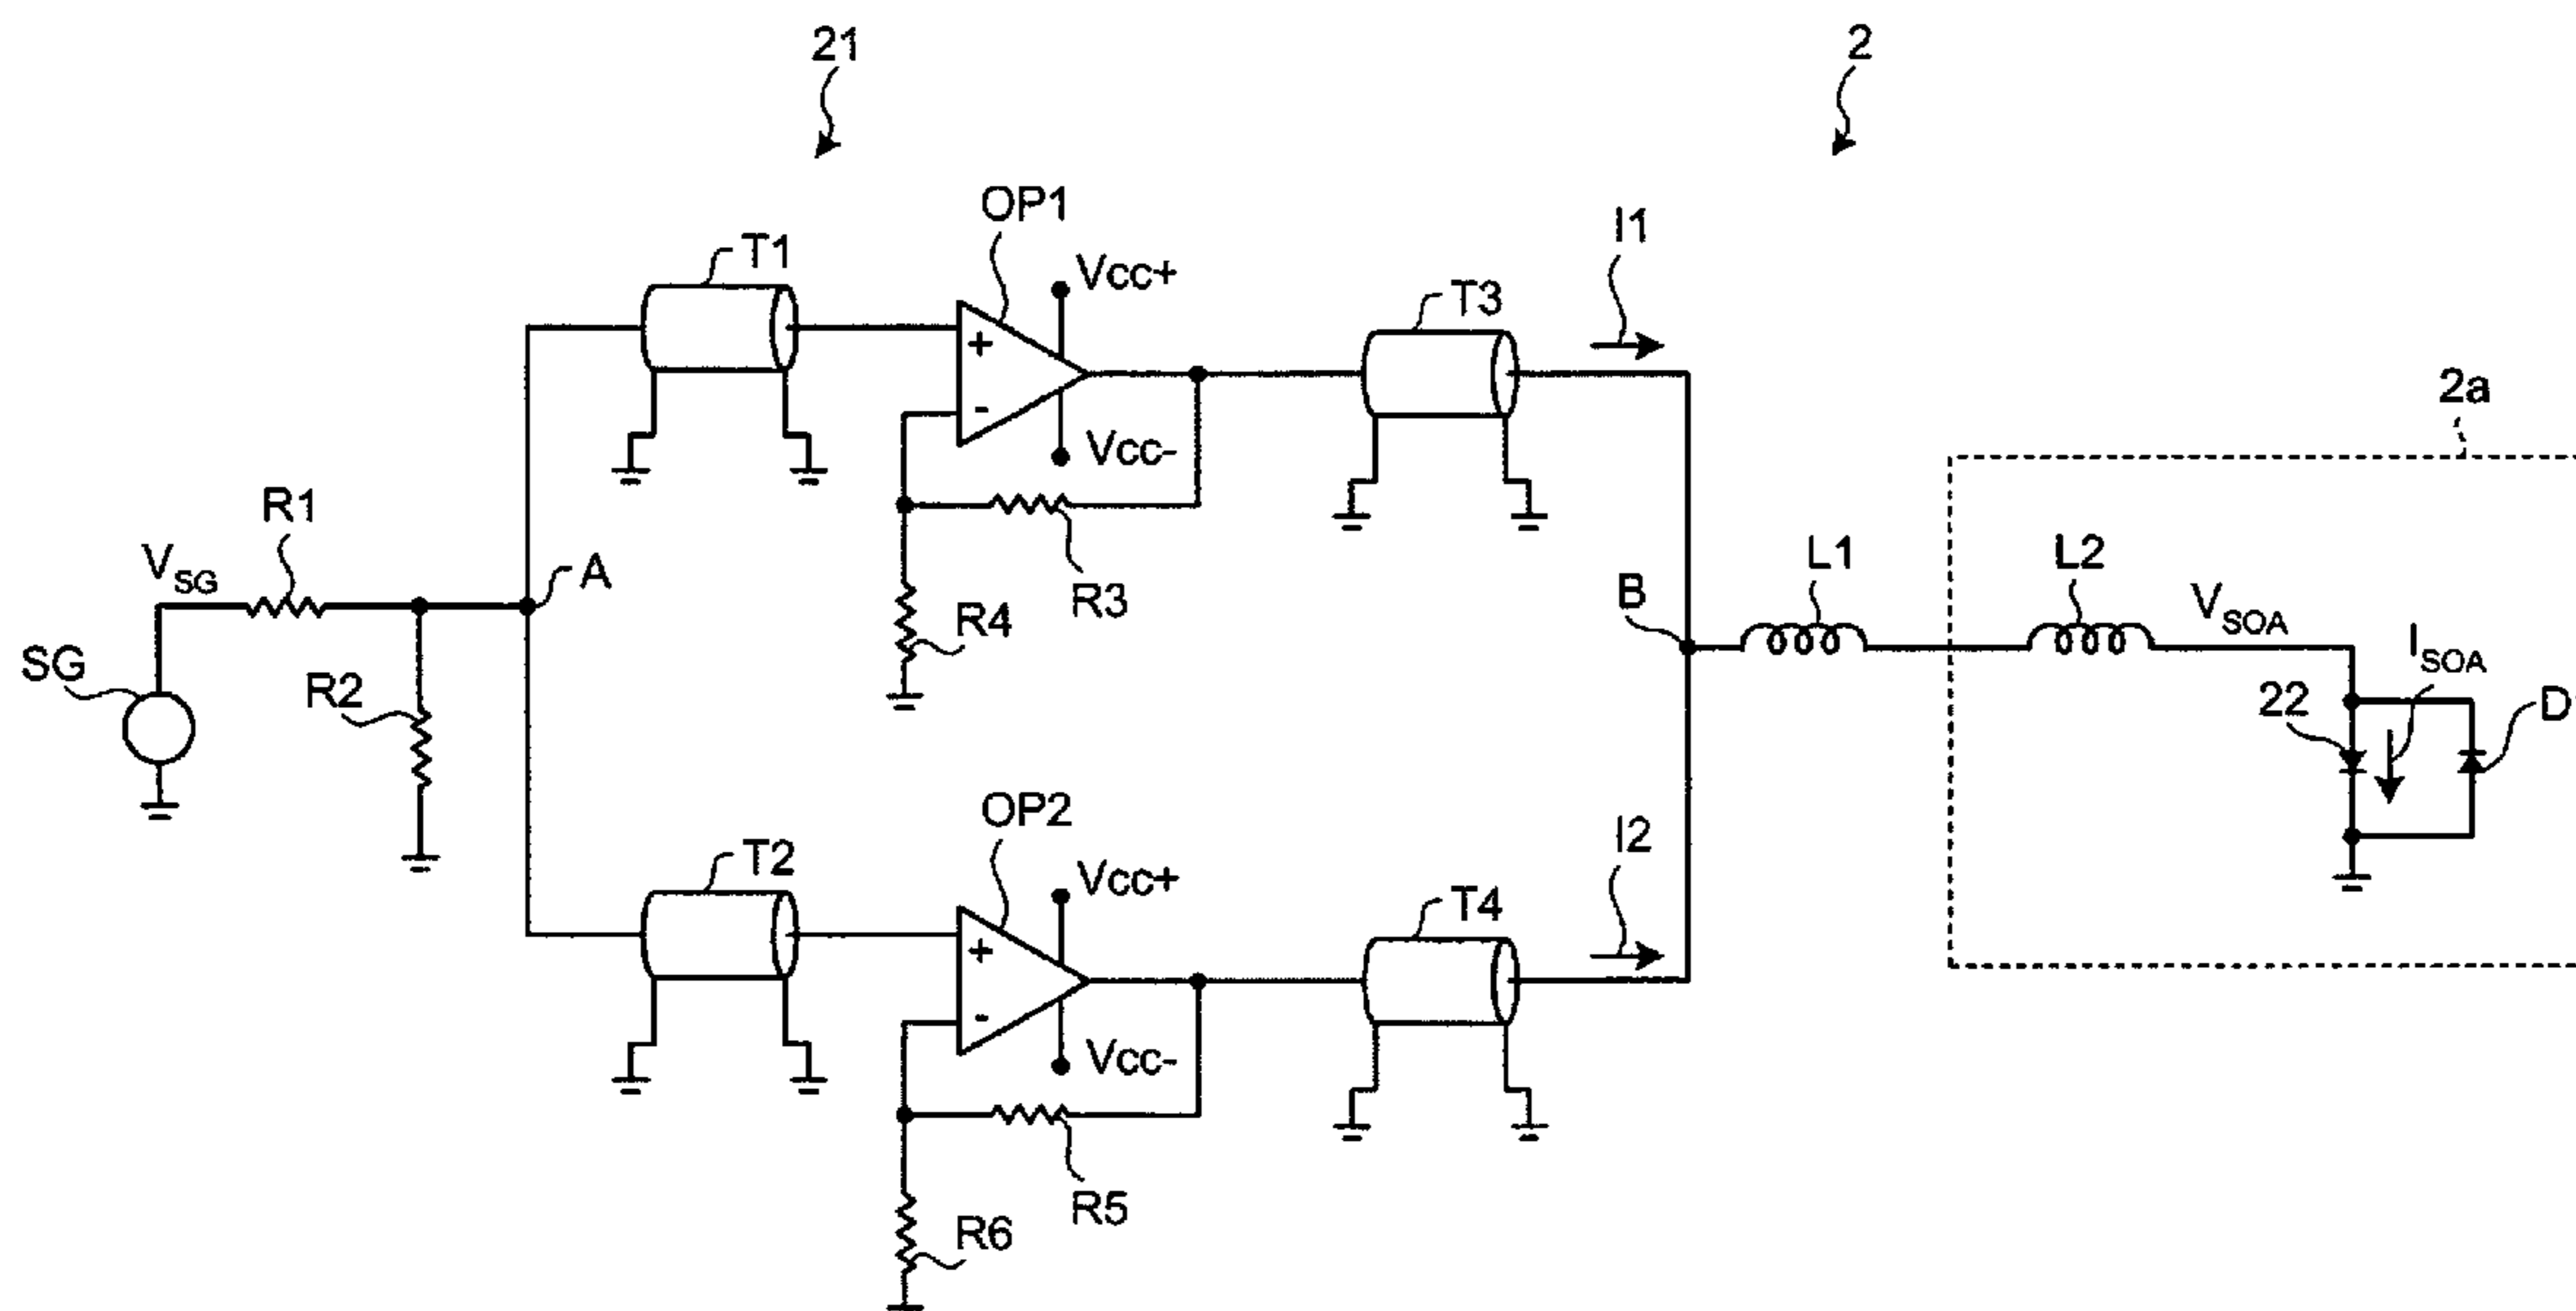 21
2
OP1
I1
T1
Vcc+
T3
+
-
Vcc-
2a
R1
V_SG
A
R3
R4
B
L1
L2
V_SOA
I_SOA
SG
R2
22
D
OP2
I2
T2
Vcc+
T4
+
-
Vcc-
R5
R6